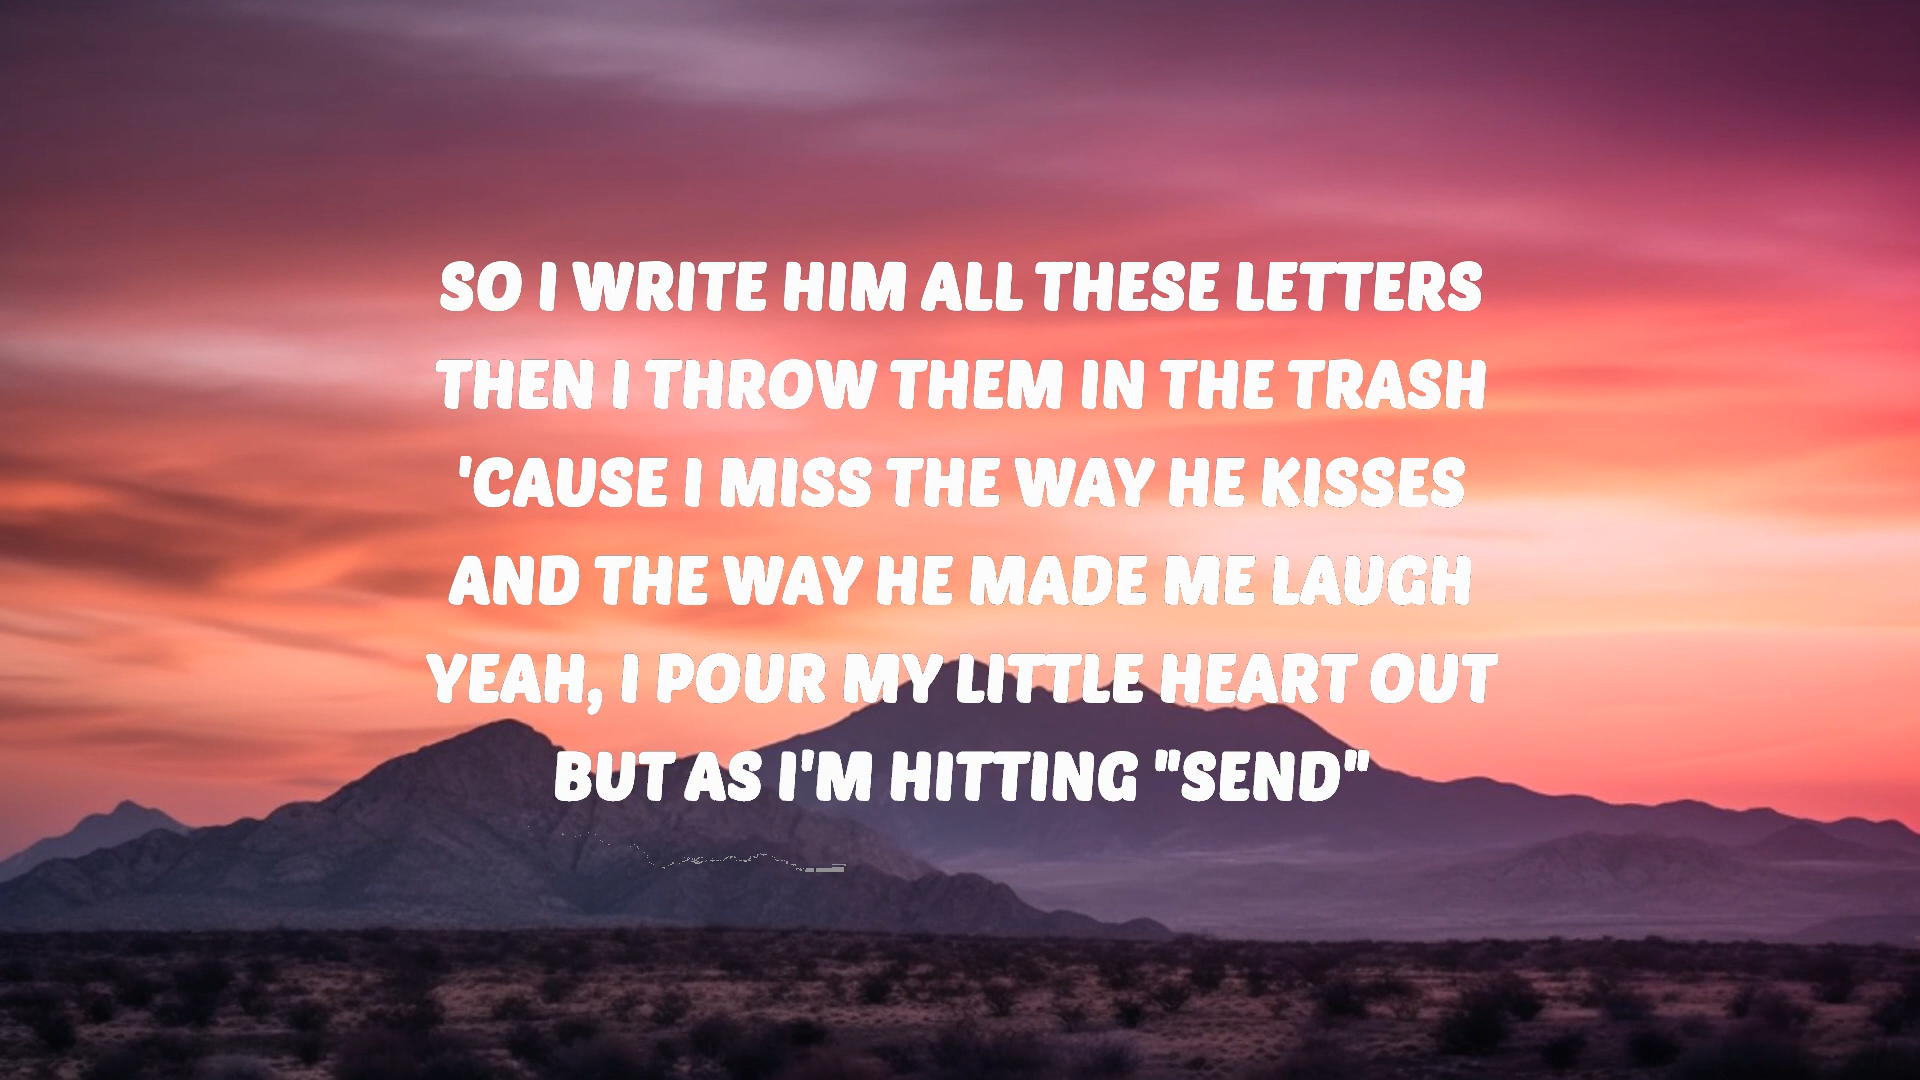 SO I WRITE HIM ALL THESE LETTERS
THEN I THROW THEM IN THE TRASH
'CAUSE I MISS THE WAY HE KISSES
AND THE WAY HE MADE ME LAUGH
YEAH, I POUR MY LITTLE HEART OUT
BUT AS I'M HITTING "SEND"